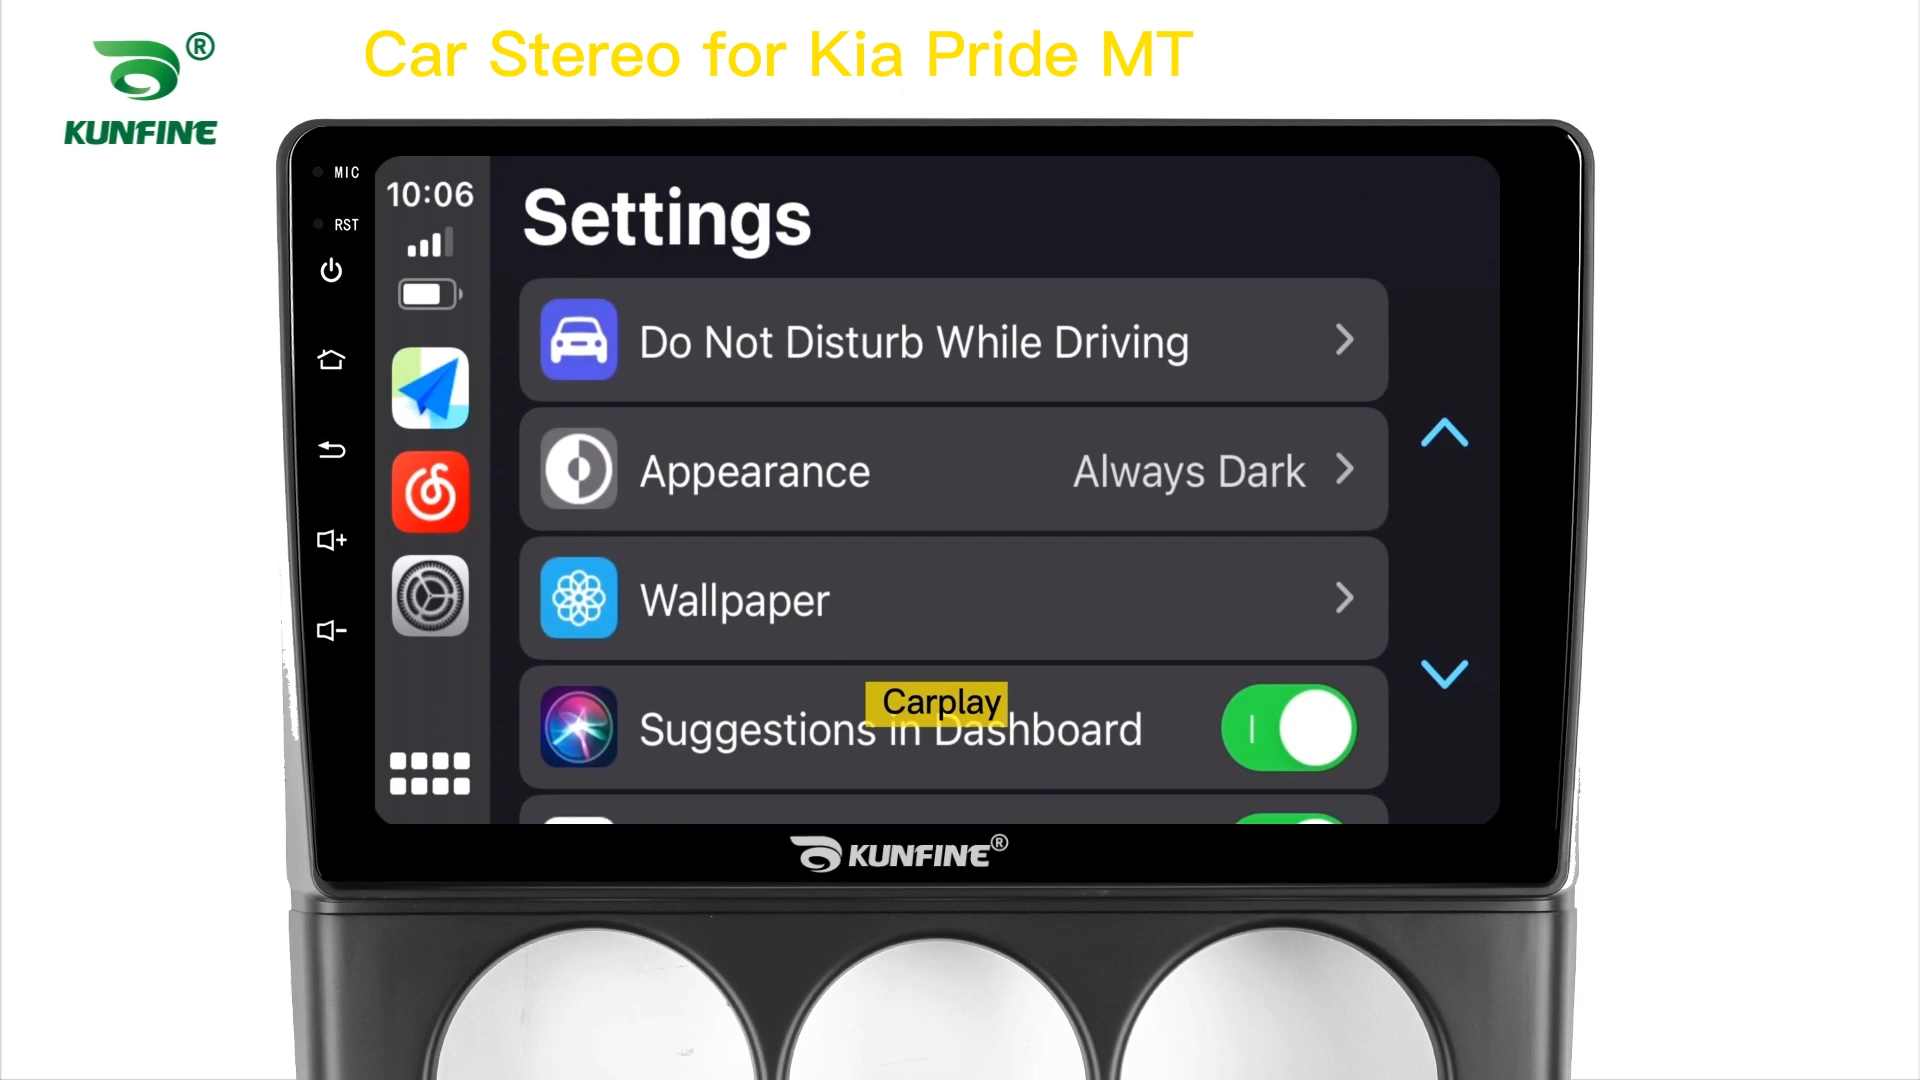 Car Stereo for Kia Pride MT
®
KUNFINE
MIC
RST
10:06
Settings
Do Not Disturb While Driving
Appearance
Always Dark
Wallpaper
Carplay
Suggestions in Dashboard
KUNFINE®